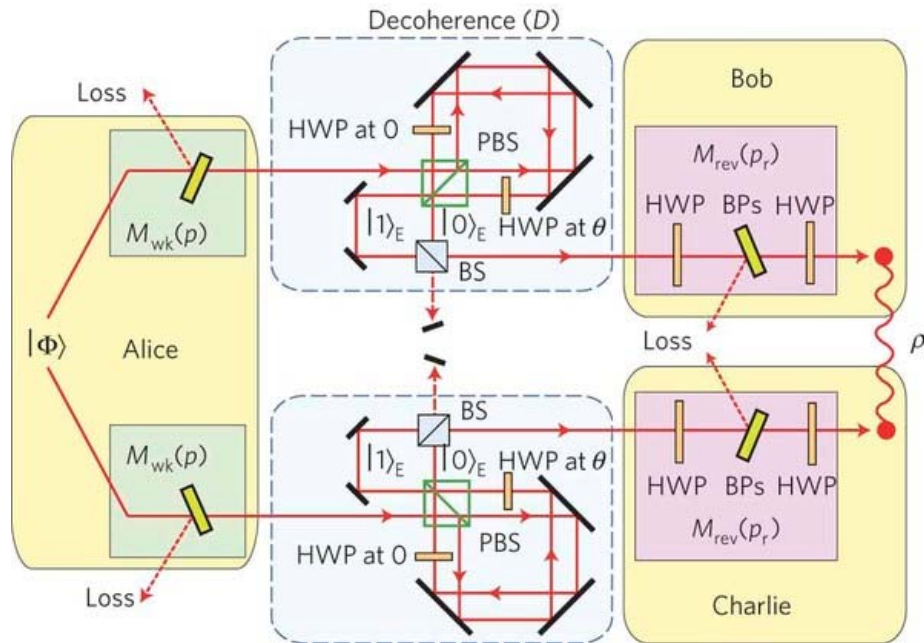 Decoherence (D)
Loss
Bob
HWP at 0
PBS
M_rev(p_r)
HWP BPs HWP
M_wk(p)
|1⟩_E |0⟩_E HWP at θ
BS
|Φ⟩
Alice
Loss
ρ
BS
M_wk(p)
|1⟩_E |0⟩_E HWP at θ
HWP BPs HWP
PBS
HWP at 0
M_rev(p_r)
Loss
Charlie